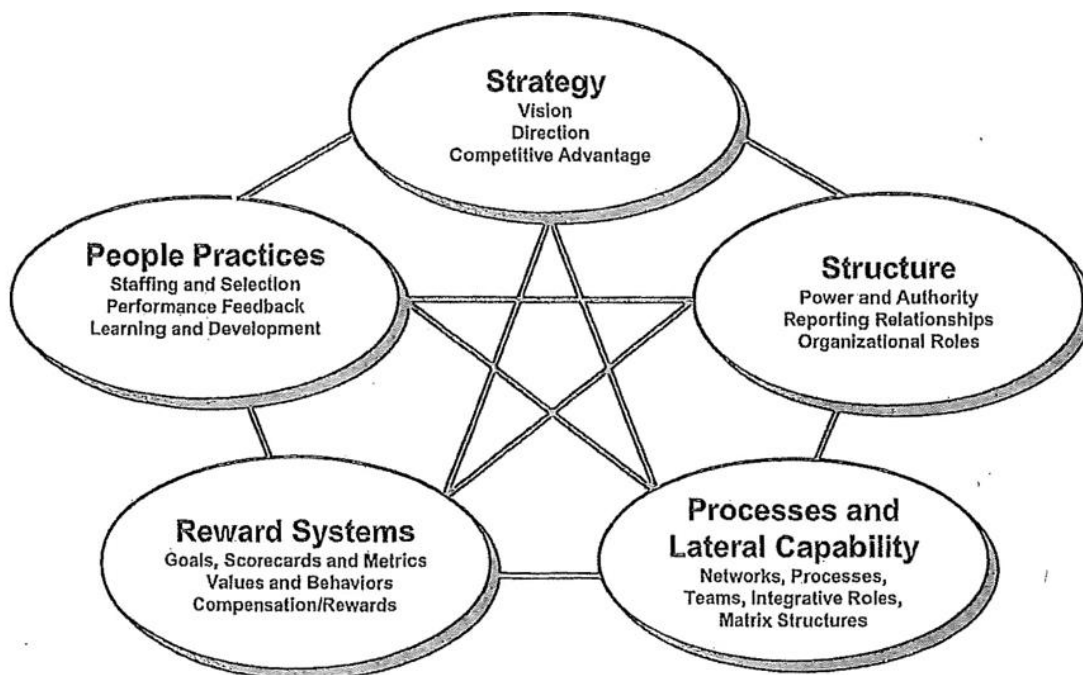 Strategy
Vision
Direction
Competitive Advantage
People Practices
Staffing and Selection
Performance Feedback
Learning and Development
Structure
Power and Authority
Reporting Relationships
Organizational Roles
Reward Systems
Goals, Scorecards and Metrics
Values and Behaviors
Compensation/Rewards
Processes and
Lateral Capability
Networks, Processes,
Teams, Integrative Roles,
Matrix Structures